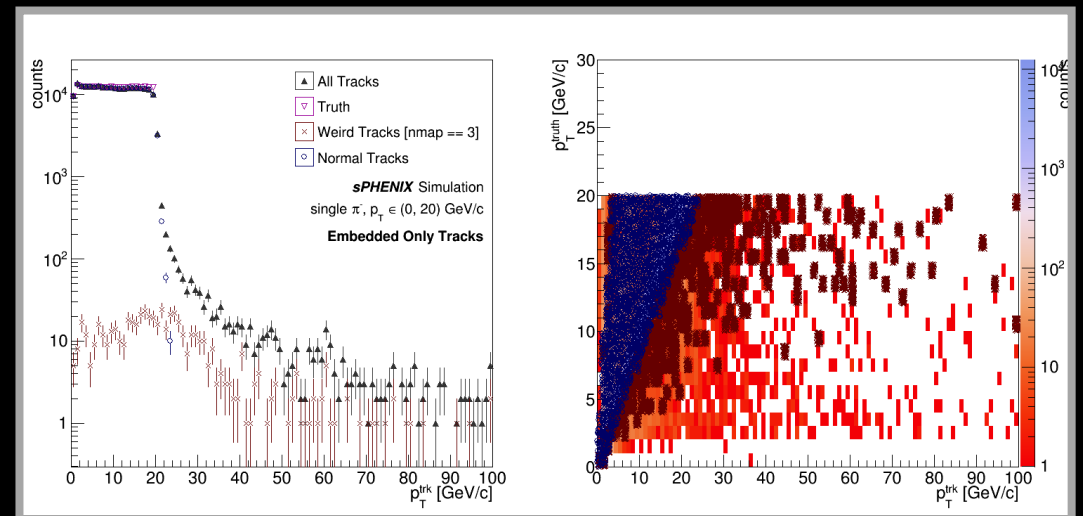 counts
10^4
10^3
10^2
10
1
All Tracks
Truth
Weird Tracks [nmap == 3]
Normal Tracks
sPHENIX Simulation
single π^-, p_T ∈ (0, 20) GeV/c
Embedded Only Tracks
0 10 20 30 40 50 60 70 80 90 100
p_T^trk [GeV/c]
p_T^truth [GeV/c]
30
25
20
15
10
5
0
0 10 20 30 40 50 60 70 80 90 100
p_T^trk [GeV/c]
10^4
counts
10^3
10^2
10
1